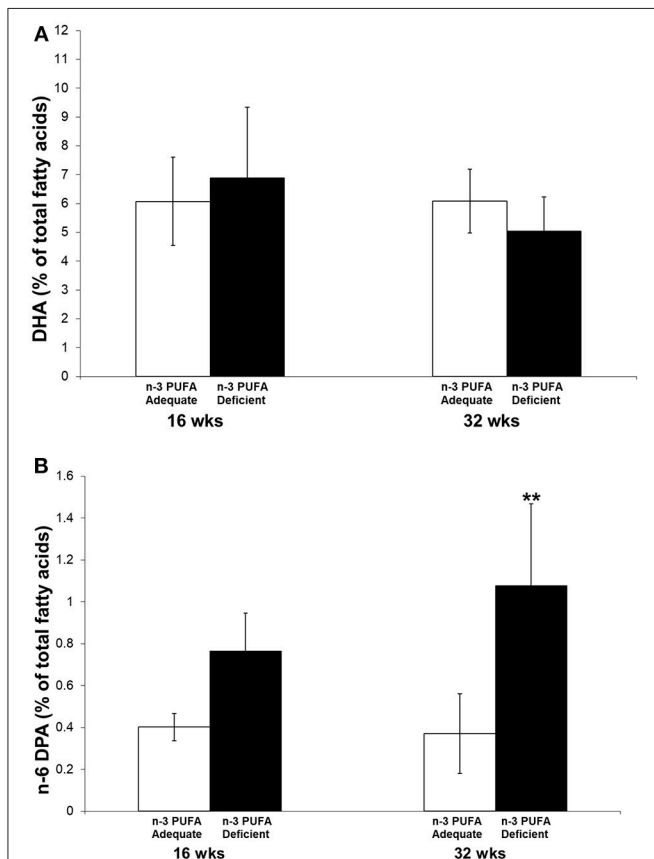 A
DHA (% of total fatty acids)
12
11
10
9
8
7
6
5
4
3
2
1
0
n-3 PUFA n-3 PUFA n-3 PUFA n-3 PUFA
Adequate Deficient Adequate Deficient
16 wks 32 wks
B
n-6 DPA (% of total fatty acids)
1.6
1.4
1.2
1
0.8
0.6
0.4
0.2
0
**
n-3 PUFA n-3 PUFA n-3 PUFA n-3 PUFA
Adequate Deficient Adequate Deficient
16 wks 32 wks